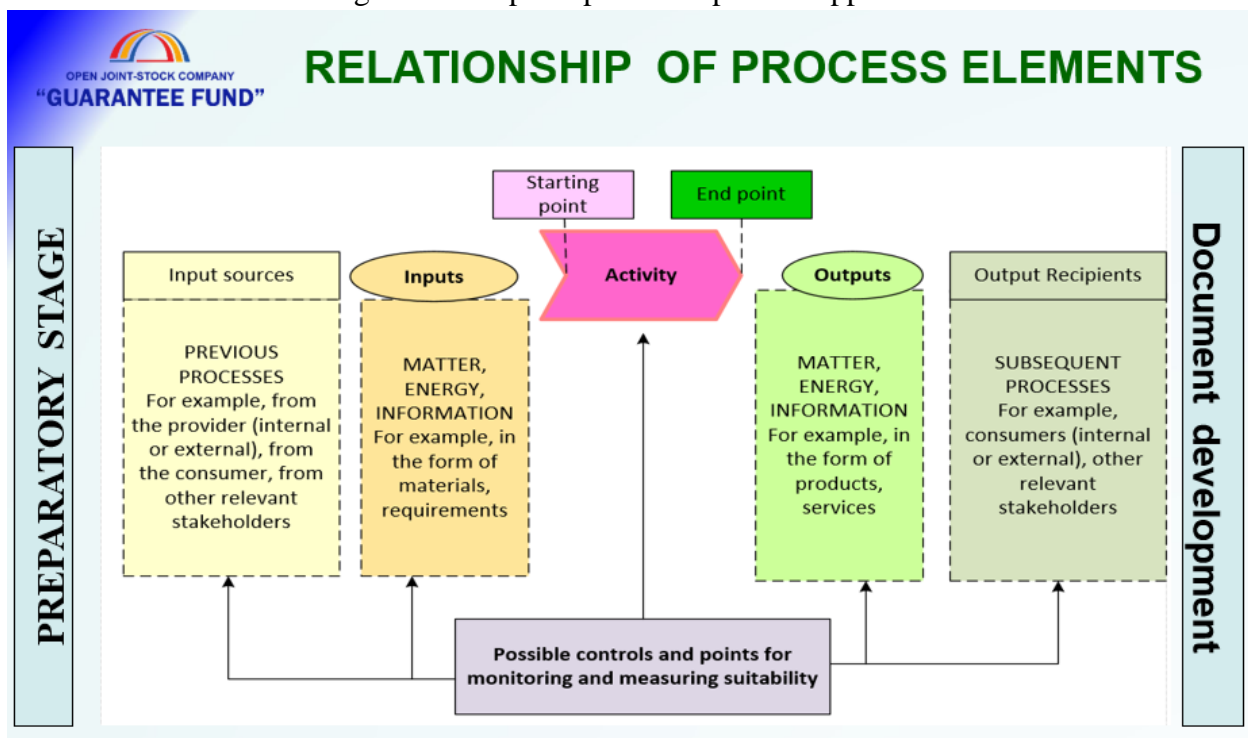 OPEN JOINT-STOCK COMPANY
“GUARANTEE FUND”
RELATIONSHIP OF PROCESS ELEMENTS
PREPARATORY STAGE
Starting
point
End point
Input sources
PREVIOUS
PROCESSES
For example, from
the provider (internal
or external), from
the consumer, from
other relevant
stakeholders
Inputs
MATTER,
ENERGY,
INFORMATION
For example, in
the form of
materials,
requirements
Activity
Outputs
MATTER,
ENERGY,
INFORMATION
For example, in
the form of
products,
services
Output Recipients
SUBSEQUENT
PROCESSES
For example,
consumers (internal
or external), other
relevant
stakeholders
Possible controls and points for
monitoring and measuring suitability
Document development